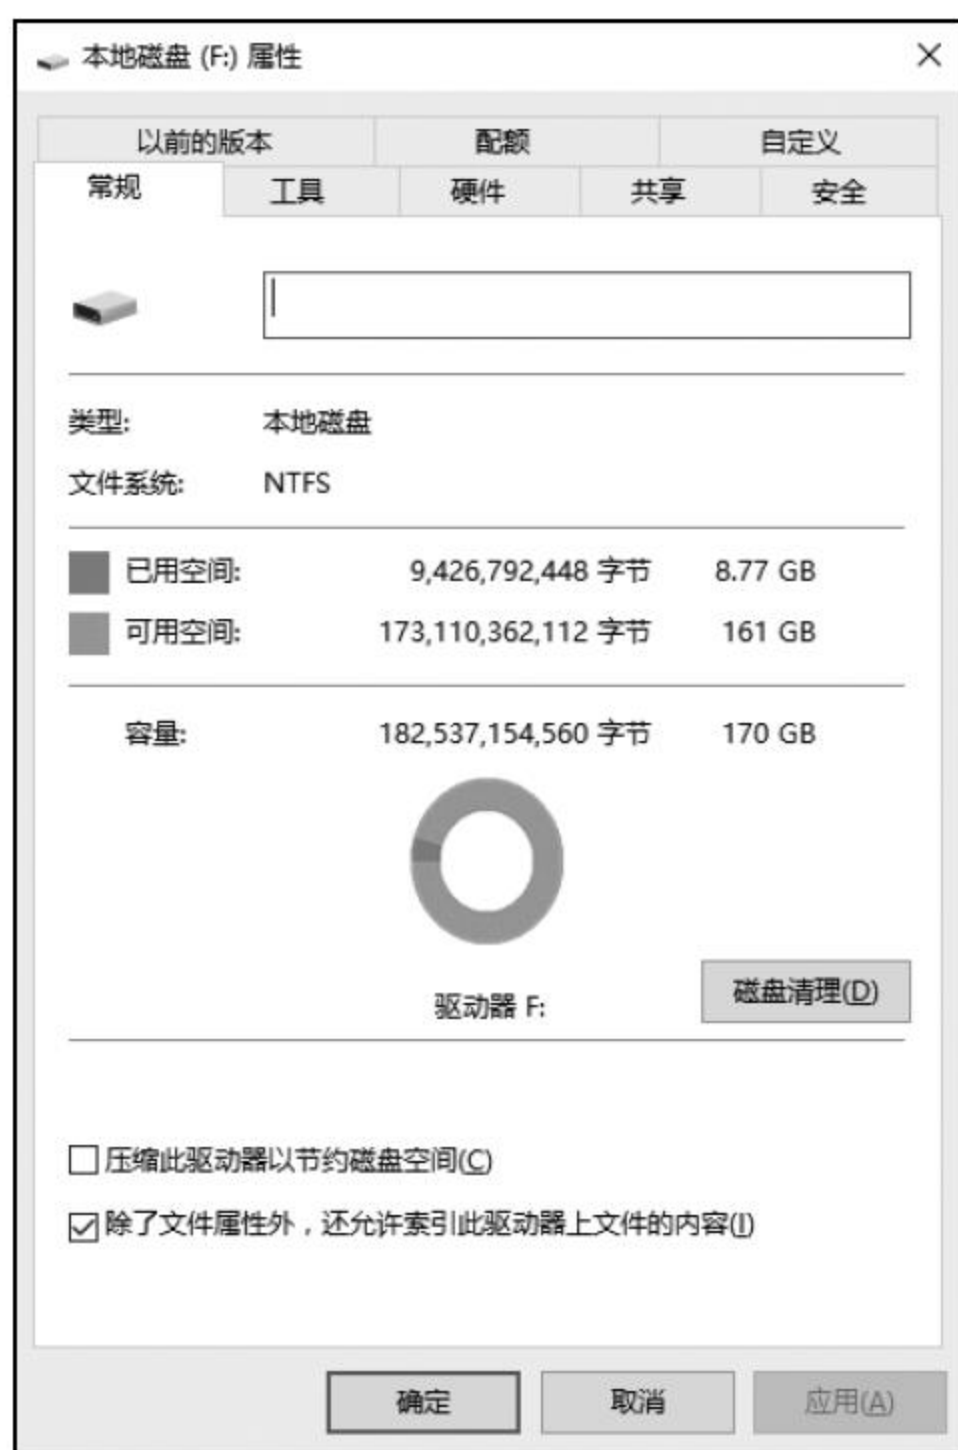 本地磁盘 (F:) 属性
以前的版本 配额 自定义
常规 工具 硬件 共享 安全
类型: 本地磁盘
文件系统: NTFS
已用空间: 9,426,792,448 字节 8.77 GB
可用空间: 173,110,362,112 字节 161 GB
容量: 182,537,154,560 字节 170 GB
驱动器 F:
磁盘清理(D)
压缩此驱动器以节约磁盘空间(C)
除了文件属性外，还允许索引此驱动器上文件的内容(I)
确定 取消 应用(A)